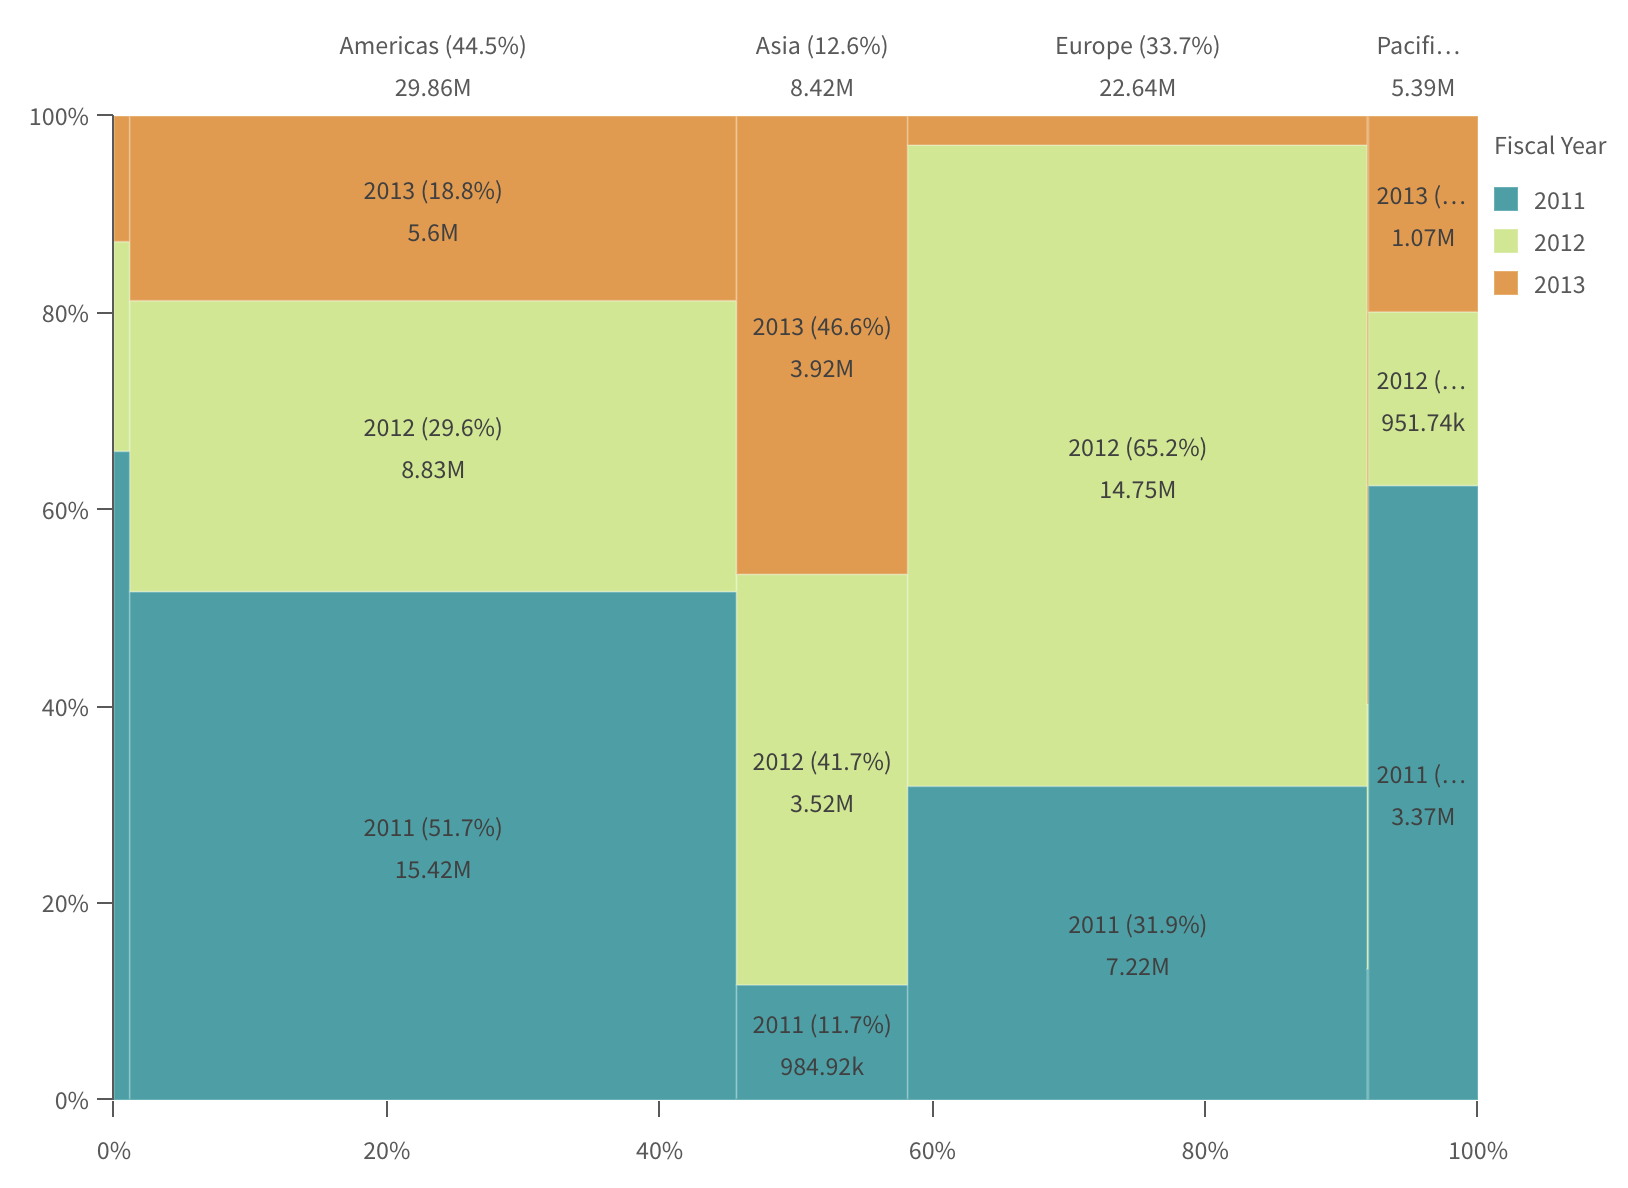 Americas (44.5%)
29.86M
Asia (12.6%)
8.42M
Europe (33.7%)
22.64M
Pacifi…
5.39M
100%
80%
60%
40%
20%
0%
2013 (18.8%)
5.6M
2012 (29.6%)
8.83M
2011 (51.7%)
15.42M
2013 (46.6%)
3.92M
2012 (41.7%)
3.52M
2011 (11.7%)
984.92k
2012 (65.2%)
14.75M
2011 (31.9%)
7.22M
2013 (…
1.07M
2012 (…
951.74k
2011 (…
3.37M
Fiscal Year
2011
2012
2013
0%
20%
40%
60%
80%
100%